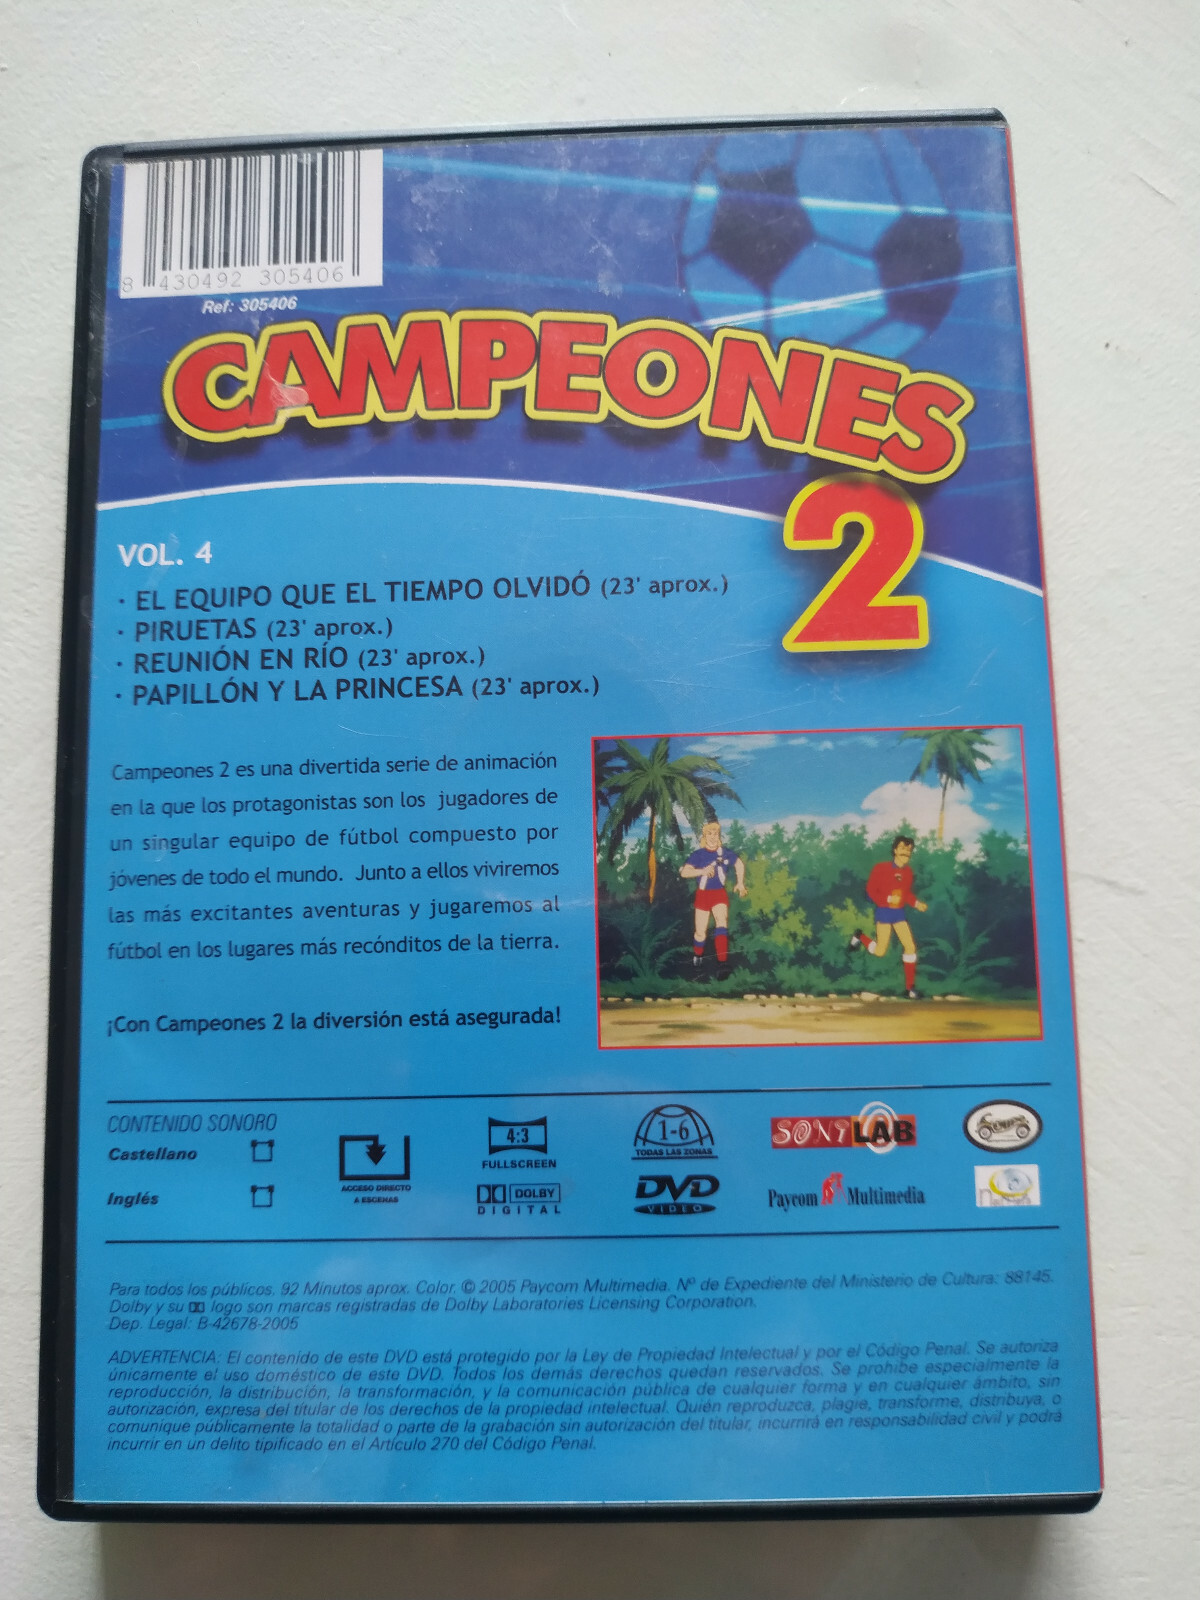 8 430492 305406
Ref: 305406
CAMPEONES
2
VOL. 4
· EL EQUIPO QUE EL TIEMPO OLVIDÓ (23' aprox.)
· PIRUETAS (23' aprox.)
· REUNIÓN EN RÍO (23' aprox.)
· PAPILLÓN Y LA PRINCESA (23' aprox.)
Campeones 2 es una divertida serie de animación
en la que los protagonistas son los jugadores de
un singular equipo de fútbol compuesto por
jóvenes de todo el mundo. Junto a ellos viviremos
las más excitantes aventuras y jugaremos al
fútbol en los lugares más recónditos de la tierra.
¡Con Campeones 2 la diversión está asegurada!
CONTENIDO SONORO
Castellano
Inglés
ACCESO DIRECTO
A ESCENAS
4:3
FULLSCREEN
DOLBY
DIGITAL
1-6
TODAS LAS ZONAS
DVD
VIDEO
SONI LAB
Paycom Multimedia
Para todos los públicos. 92 Minutos aprox. Color. © 2005 Paycom Multimedia. Nº de Expediente del Ministerio de Cultura: 88145.
Dolby y su logo son marcas registradas de Dolby Laboratories Licensing Corporation.
Dep. Legal: B-42678-2005
ADVERTENCIA: El contenido de este DVD está protegido por la Ley de Propiedad Intelectual y por el Código Penal. Se autoriza
únicamente el uso doméstico de este DVD. Todos los demás derechos quedan reservados. Se prohibe especialmente la
reproducción, la distribución, la transformación, y la comunicación pública de cualquier forma y en cualquier ámbito, sin
autorización, expresa del titular de los derechos de la propiedad intelectual. Quién reproduzca, plagie, transforme, distribuya, o
comunique públicamente la totalidad o parte de la grabación sin autorización del titular, incurrirá en responsabilidad civil y podrá
incurrir en un delito tipificado en el Artículo 270 del Código Penal.